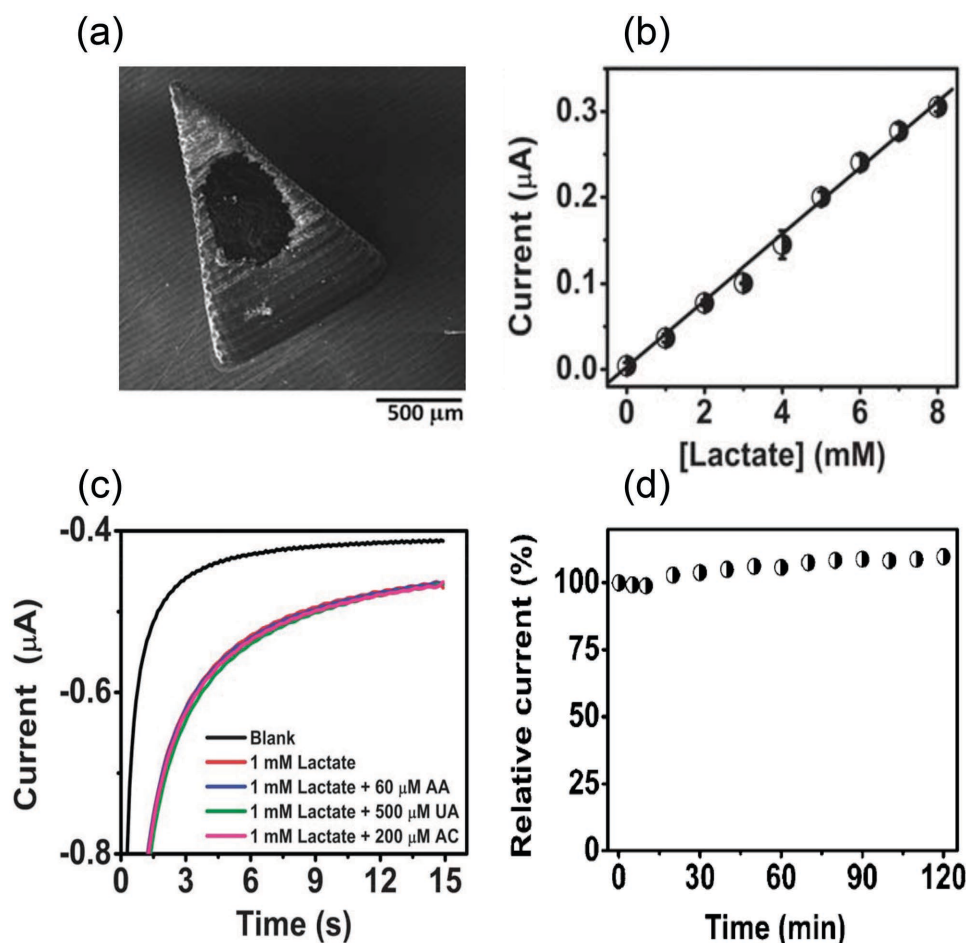 (a)
500 μm
(b)
Current (μA)
0.3
0.2
0.1
0.0
0 2 4 6 8
[Lactate] (mM)
(c)
Current (μA)
-0.4
-0.6
-0.8
Blank
1 mM Lactate
1 mM Lactate + 60 μM AA
1 mM Lactate + 500 μM UA
1 mM Lactate + 200 μM AC
0 3 6 9 12 15
Time (s)
(d)
Relative current (%)
100
75
50
25
0
0 30 60 90 120
Time (min)